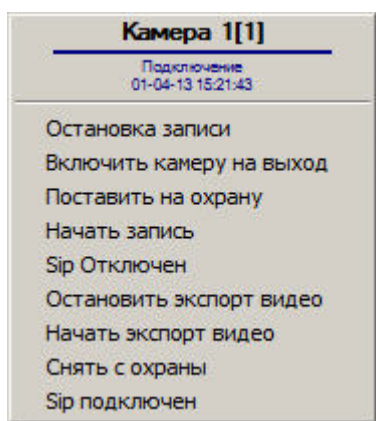 Камера 1[1]
Подключение
01-04-13 15:21:43
Остановка записи
Включить камеру на выход
Поставить на охрану
Начать запись
Sip Отключен
Остановить экспорт видео
Начать экспорт видео
Снять с охраны
Sip подключен